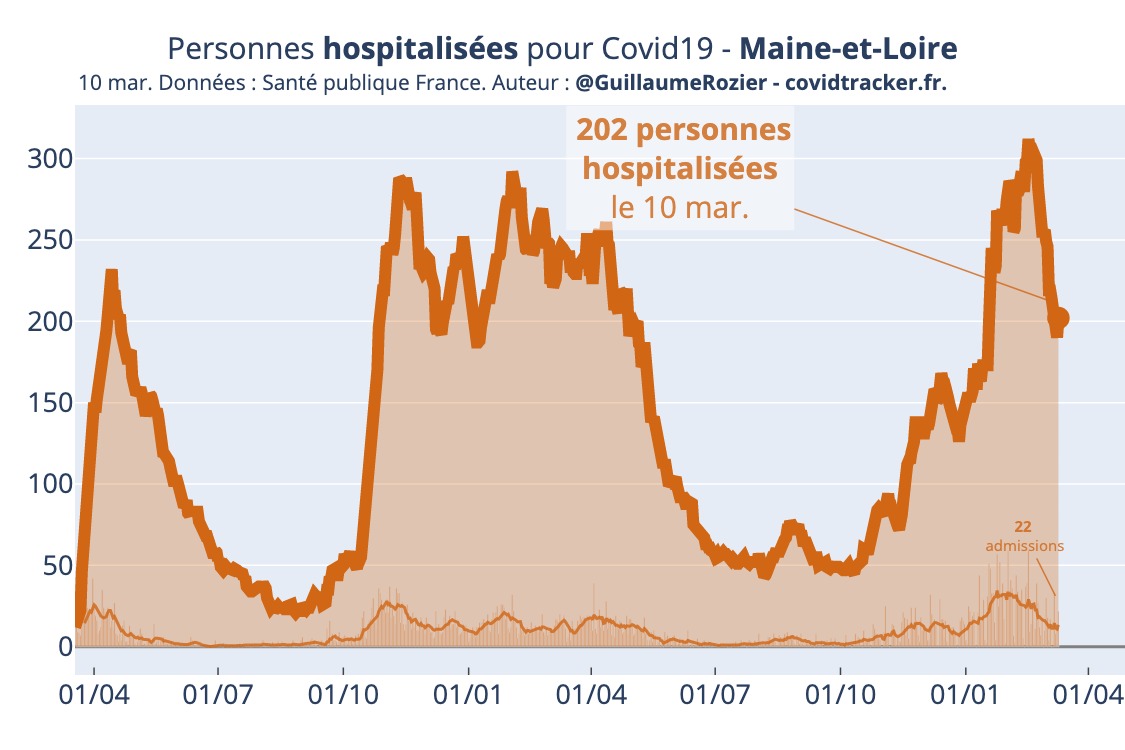 Personnes hospitalisées pour Covid19 - Maine-et-Loire
10 mar. Données : Santé publique France. Auteur : @GuillaumeRozier - covidtracker.fr.
202 personnes
hospitalisées
le 10 mar.
300
250
200
150
100
50
0
22
admissions
01/04 01/07 01/10 01/01 01/04 01/07 01/10 01/01 01/04